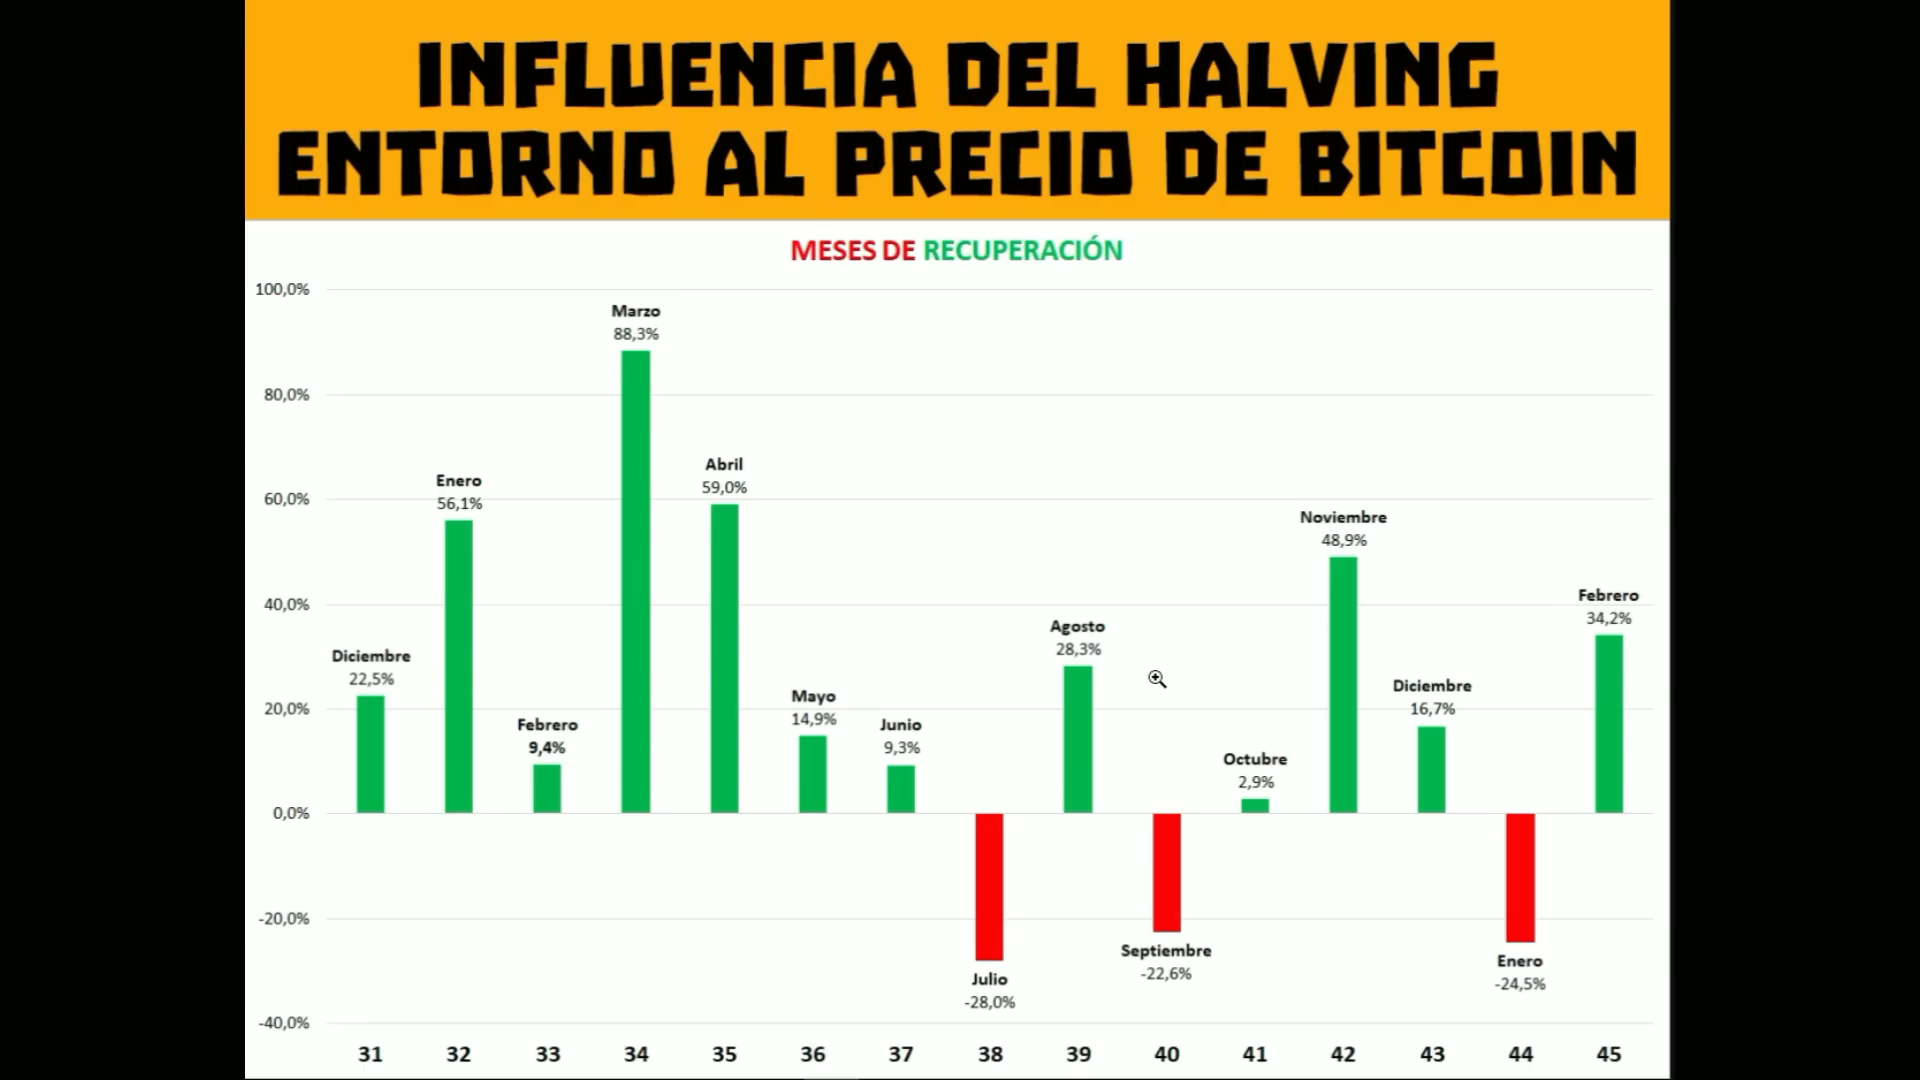 INFLUENCIA DEL HALVING
ENTORNO AL PRECIO DE BITCOIN
MESES DE RECUPERACIÓN
100,0%
80,0%
60,0%
40,0%
20,0%
0,0%
-20,0%
-40,0%
Diciembre
22,5%
Enero
56,1%
Febrero
9,4%
Marzo
88,3%
Abril
59,0%
Mayo
14,9%
Junio
9,3%
Julio
-28,0%
Agosto
28,3%
Septiembre
-22,6%
Octubre
2,9%
Noviembre
48,9%
Diciembre
16,7%
Enero
-24,5%
Febrero
34,2%
31 32 33 34 35 36 37 38 39 40 41 42 43 44 45